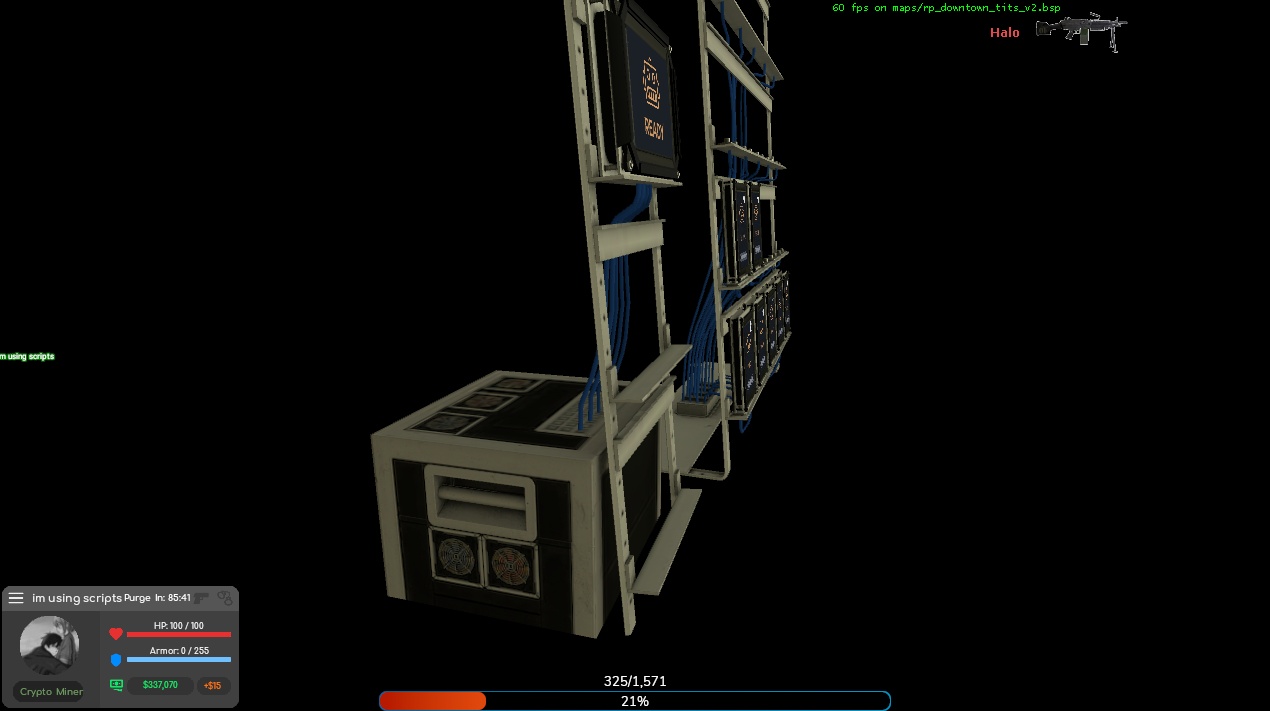 60 fps on maps/rp_downtown_tits_v2.bsp
Halo
READY
m using scripts
im using scripts Purge In: 85:41
HP: 100 / 100
Armor: 0 / 255
Crypto Miner
$337,070
+$15
325/1,571
21%